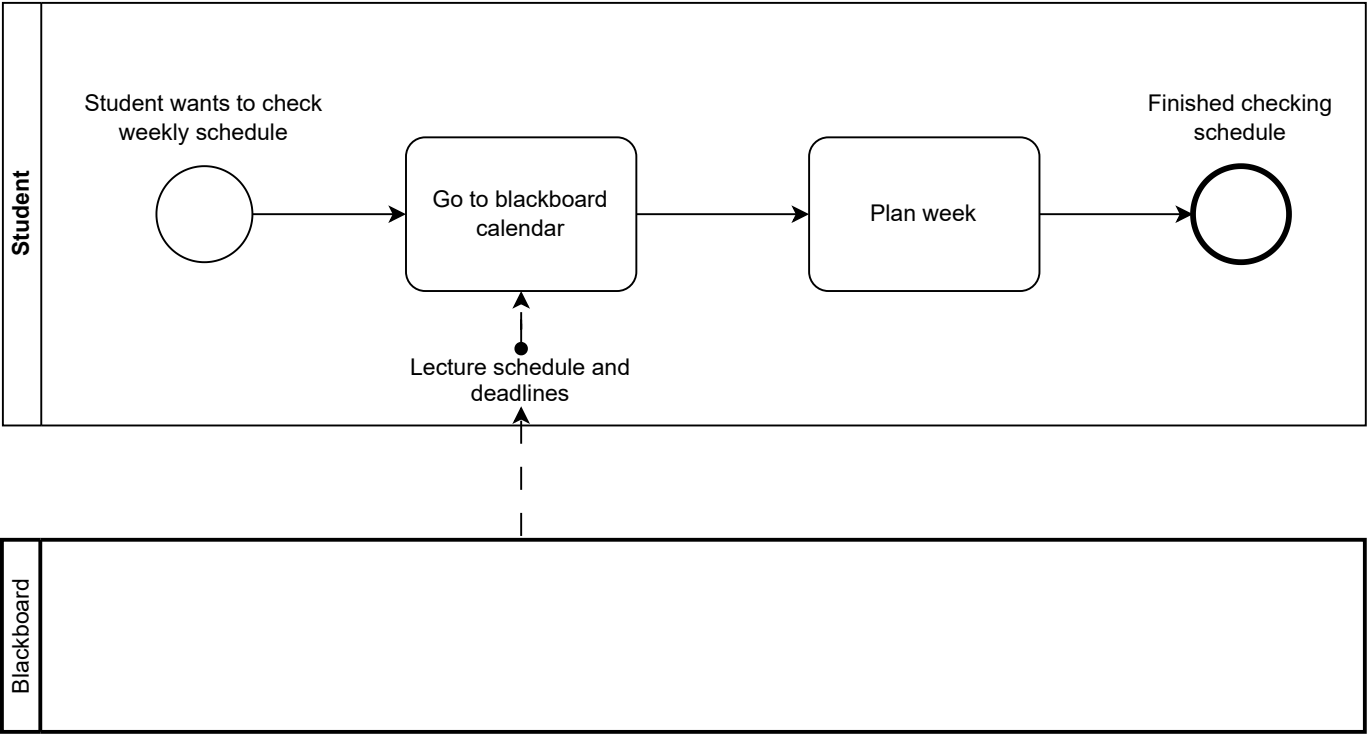 Student
Student wants to check
weekly schedule
Go to blackboard
calendar
Plan week
Finished checking
schedule
Lecture schedule and
deadlines
Blackboard